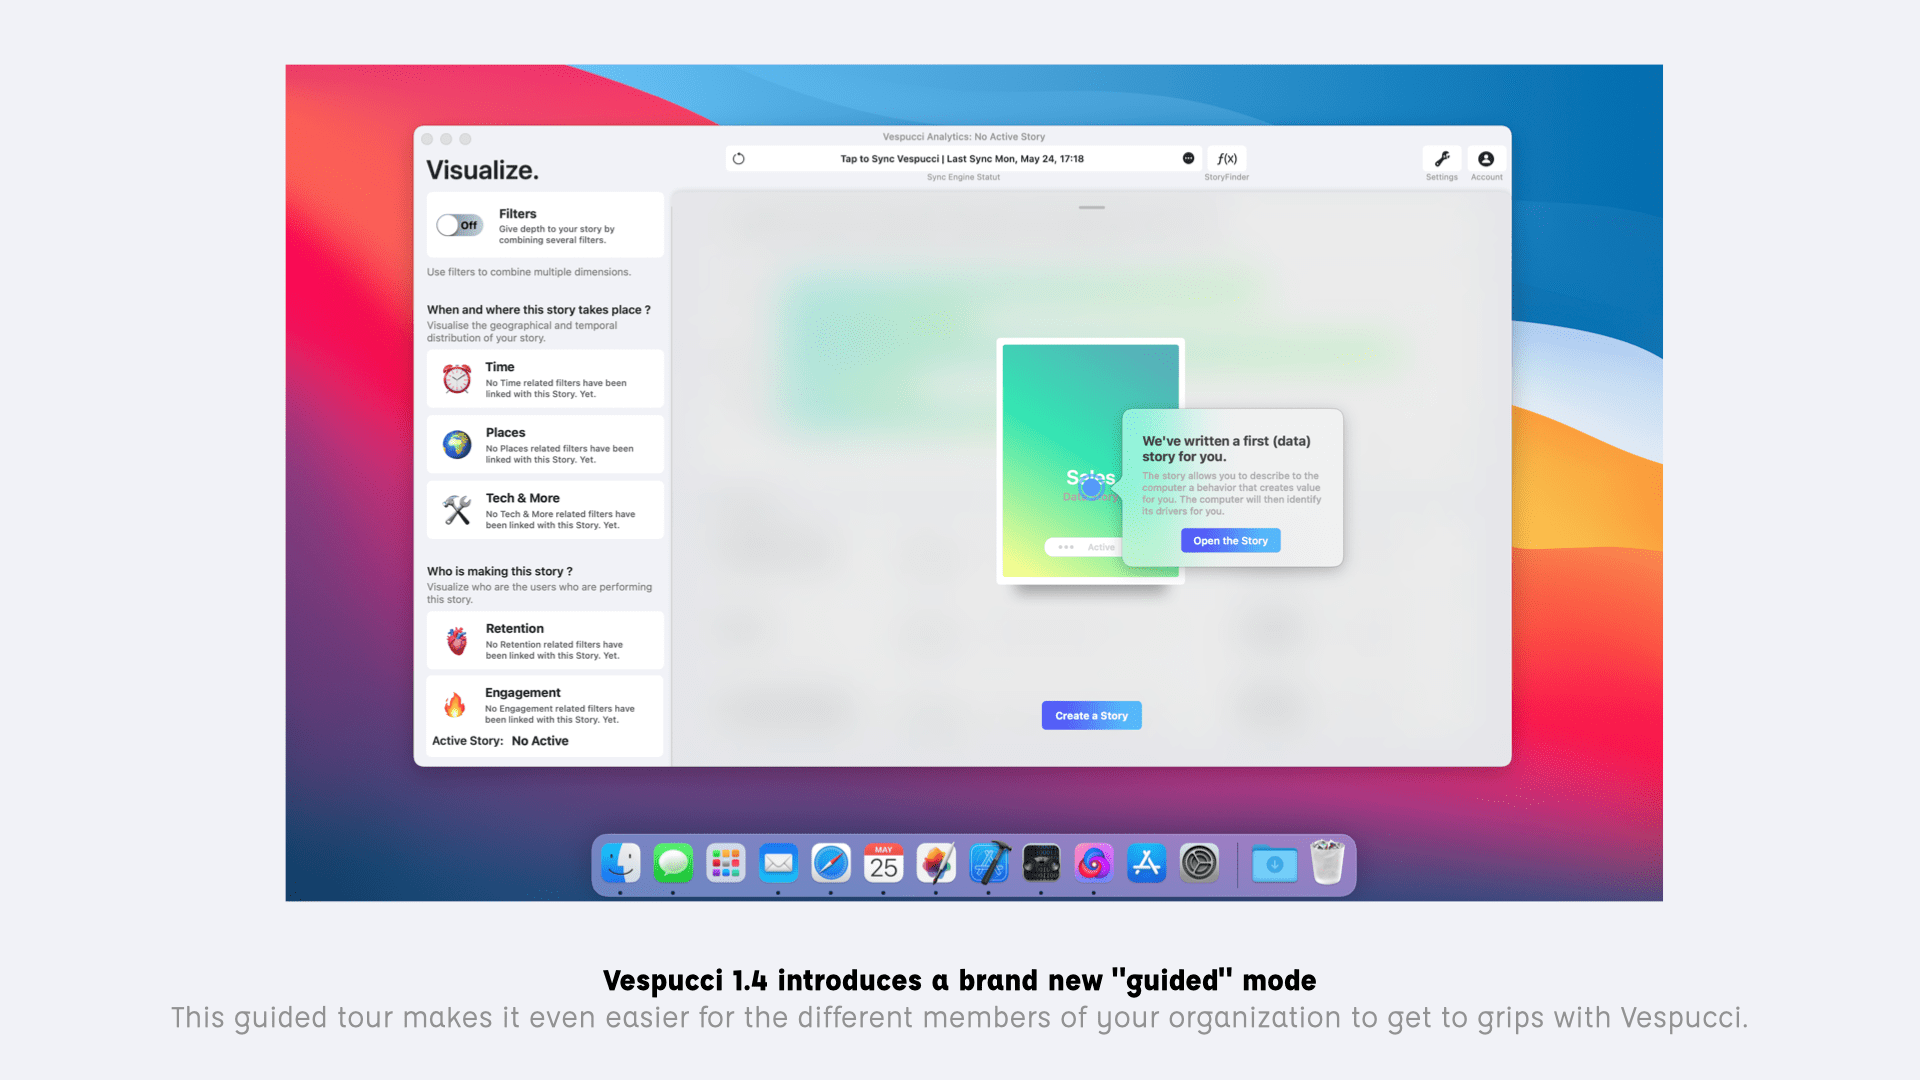 Vespucci Analytics: No Active Story
Visualize.
Tap to Sync Vespucci | Last Sync Mon, May 24, 17:18
Sync Engine Statut
f(x)
StoryFinder
Settings
Account
Off
Filters
Give depth to your story by
combining several filters.
Use filters to combine multiple dimensions.
When and where this story takes place ?
Visualise the geographical and temporal
distribution of your story.
Time
No Time related filters have been
linked with this Story. Yet.
Places
No Places related filters have been
linked with this Story. Yet.
Tech & More
No Tech & More related filters have
been linked with this Story. Yet.
Who is making this story ?
Visualize who are the users who are performing
this story.
Retention
No Retention related filters have
been linked with this Story. Yet.
Engagement
No Engagement related filters have
been linked with this Story. Yet.
Active Story: No Active
Sales
Active
We've written a first (data)
story for you.
The story allows you to describe to the
computer a behavior that creates value
for you. The computer will then identify
its drivers for you.
Open the Story
Create a Story
MAY
25
Vespucci 1.4 introduces a brand new "guided" mode
This guided tour makes it even easier for the different members of your organization to get to grips with Vespucci.